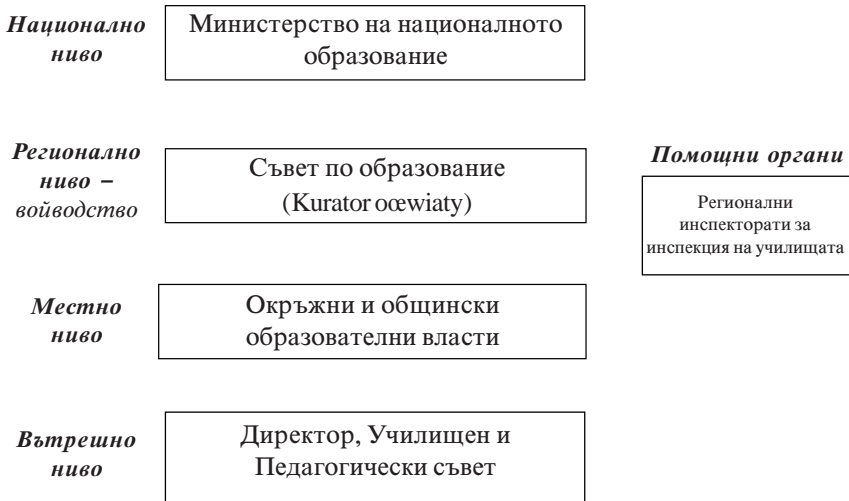 Национално
ниво
Министерство на националното
образование
Регионално
ниво –
войводство
Съвет по образование
(Kurator oœwiaty)
Помощни органи
Регионални
инспекторати за
инспекция на училищата
Местно
ниво
Окръжни и общински
образователни власти
Вътрешно
ниво
Директор, Училищен и
Педагогически съвет